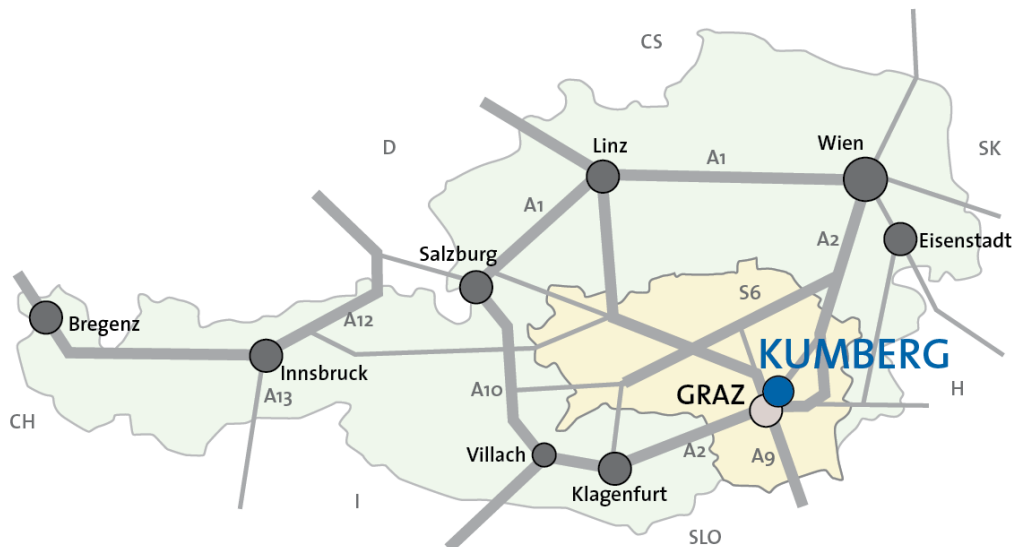 CS
D
Linz
A1
Wien
SK
A1
A2
Eisenstadt
Salzburg
S6
Bregenz
A12
KUMBERG
Innsbruck
A13
A10
GRAZ
H
CH
Villach
A2
A9
Klagenfurt
I
SLO